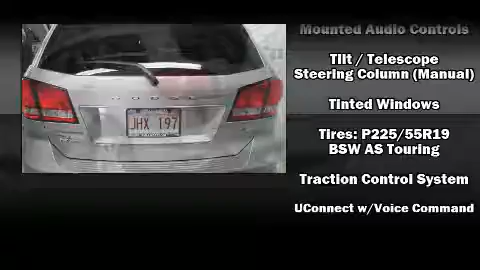 Mounted Audio Controls
Tilt / Telescope
Steering Column (Manual)
Tinted Windows
Tires: P225/55R19
BSW AS Touring
Traction Control System
UConnect w/Voice Command
DODGE
JHX 197